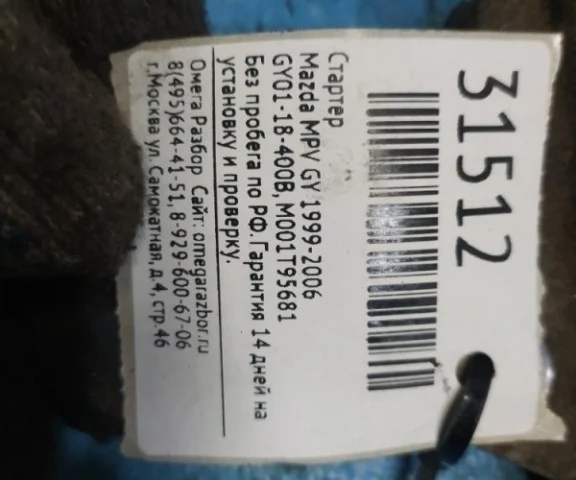 31512
Стартер
Mazda MPV GY 1999-2006
GY01-18-400B, M001T95681
Без пробега по РФ. Гарантия 14 дней на
установку и проверку.
Омега Разбор Сайт: omegarazbor.ru
8(495)664-41-51, 8-929-600-67-06
г.Москва ул. Самокатная, д.4, стр.46